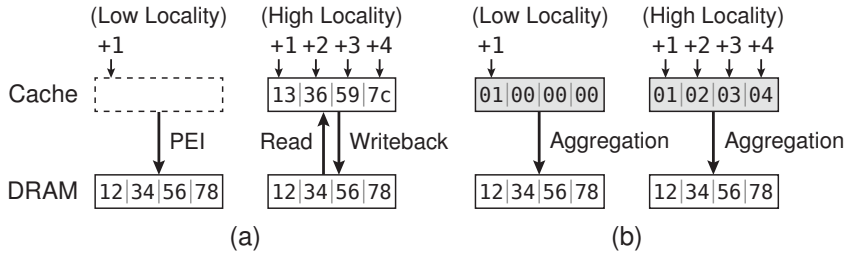 (Low Locality) (High Locality) (Low Locality) (High Locality)
+1 +1 +2 +3 +4 +1 +1 +2 +3 +4
Cache 13|36|59|7c 01|00|00|00 01|02|03|04
PEI Read Writeback Aggregation Aggregation
DRAM 12|34|56|78 12|34|56|78 12|34|56|78 12|34|56|78
(a) (b)